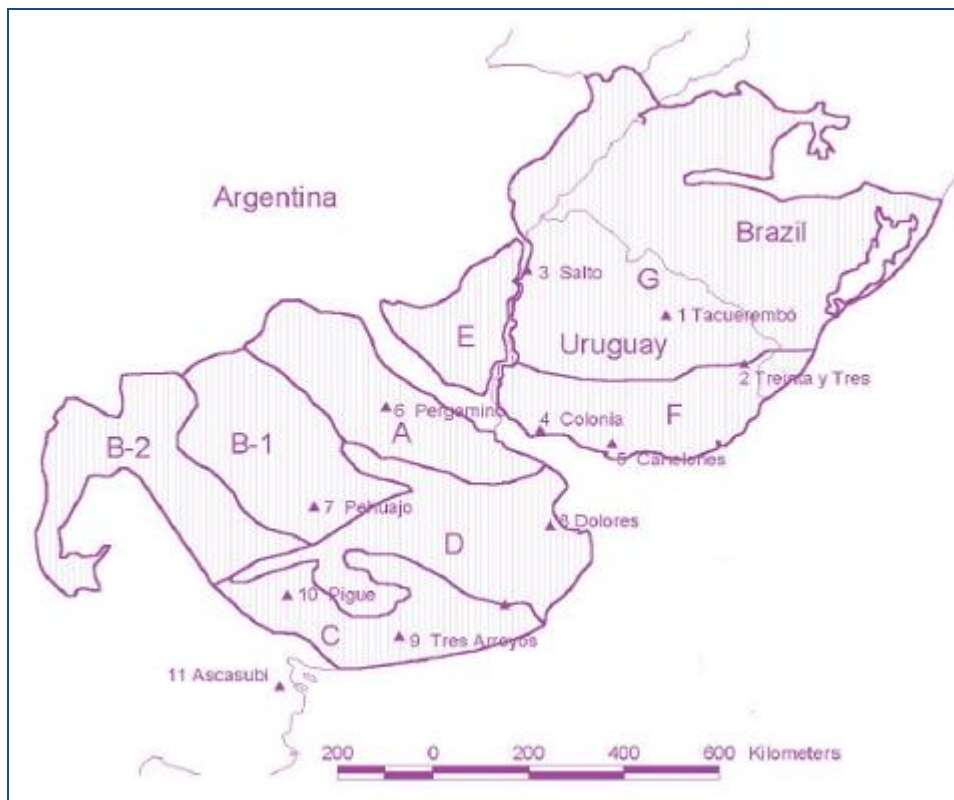 Argentina
Brazil
3 Salto
G
1 Tacuerembó
E
Uruguay
2 Treinta y Tres
6 Pergamino
4 Colonia
F
A
B-2
B-1
5 Canelones
7 Pehuajo
8 Dolores
D
10 Pigue
C
9 Tres Arroyos
11 Ascasubi
200 0 200 400 600 Kilometers